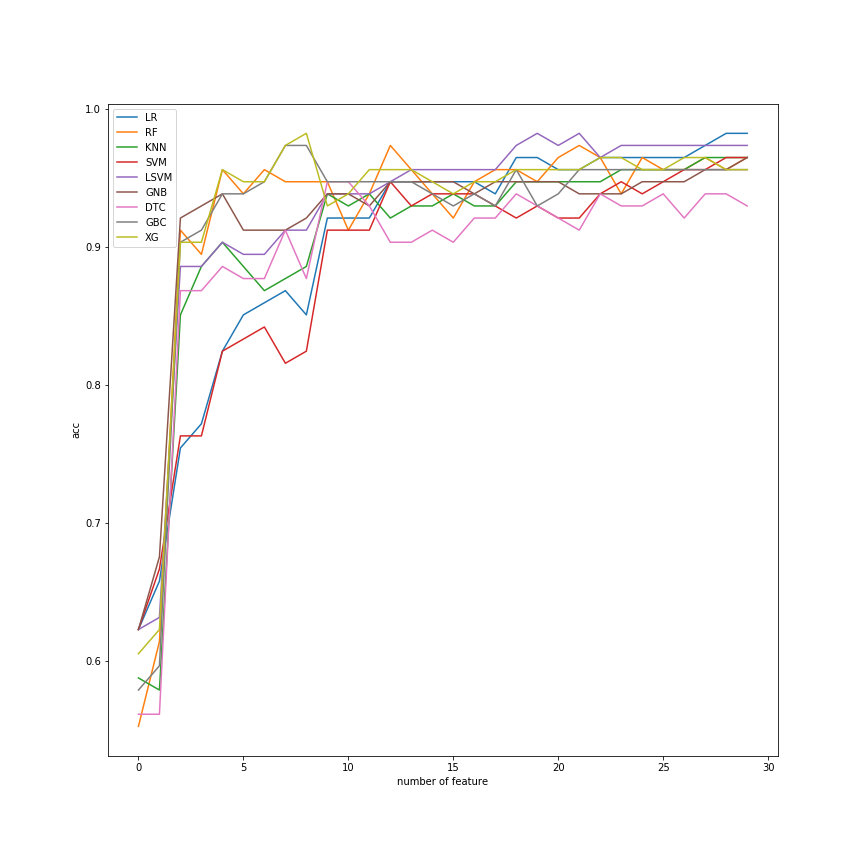 1.0
0.9
0.8
0.7
0.6
acc
LR
RF
KNN
SVM
LSVM
GNB
DTC
GBC
XG
0 5 10 15 20 25 30
number of feature